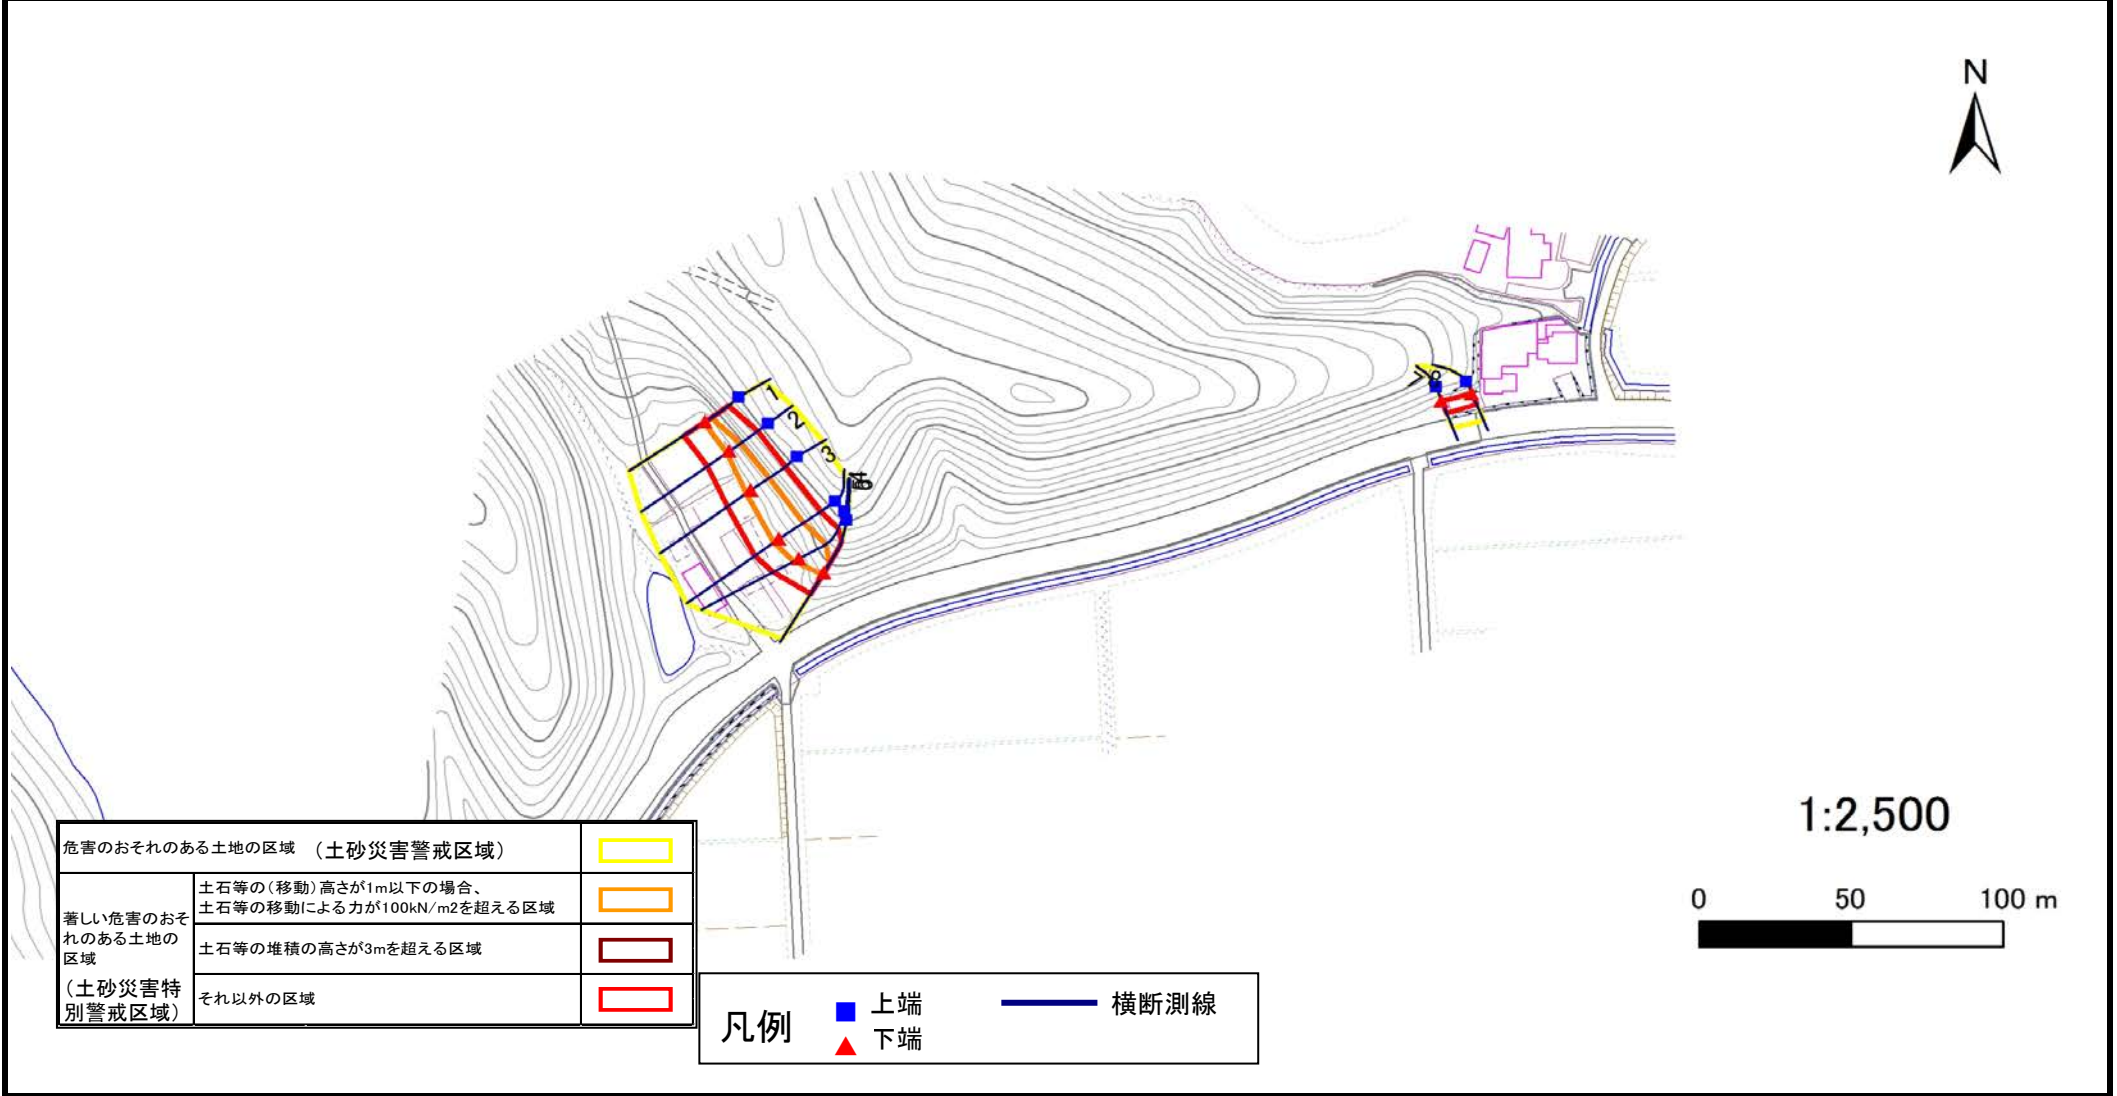 N
1
2
3
1:2,500
0 50 100 m
危害のおそれのある土地の区域 (土砂災害警戒区域)
著しい危害のおそ
れのある土地の
区域
(土砂災害特
別警戒区域)
土石等の(移動)高さが1m以下の場合、
土石等の移動による力が100kN/m2を超える区域
土石等の堆積の高さが3mを超える区域
それ以外の区域
凡例
上端
下端
横断測線